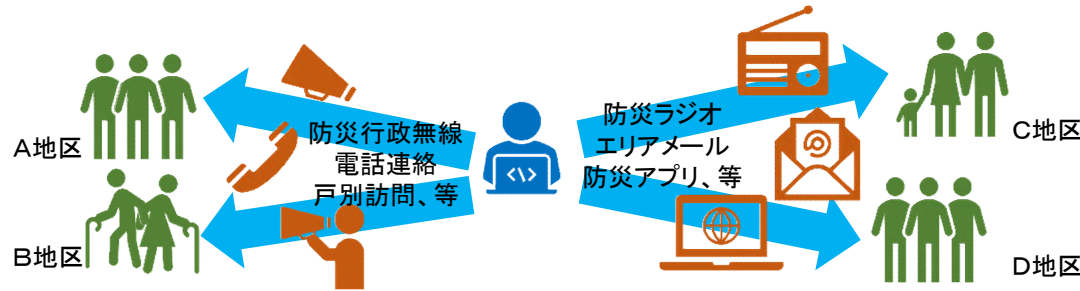 A地区
B地区
防災行政無線
電話連絡
戸別訪問、等
</>
防災ラジオ
エリアメール
防災アプリ、等
@
C地区
D地区